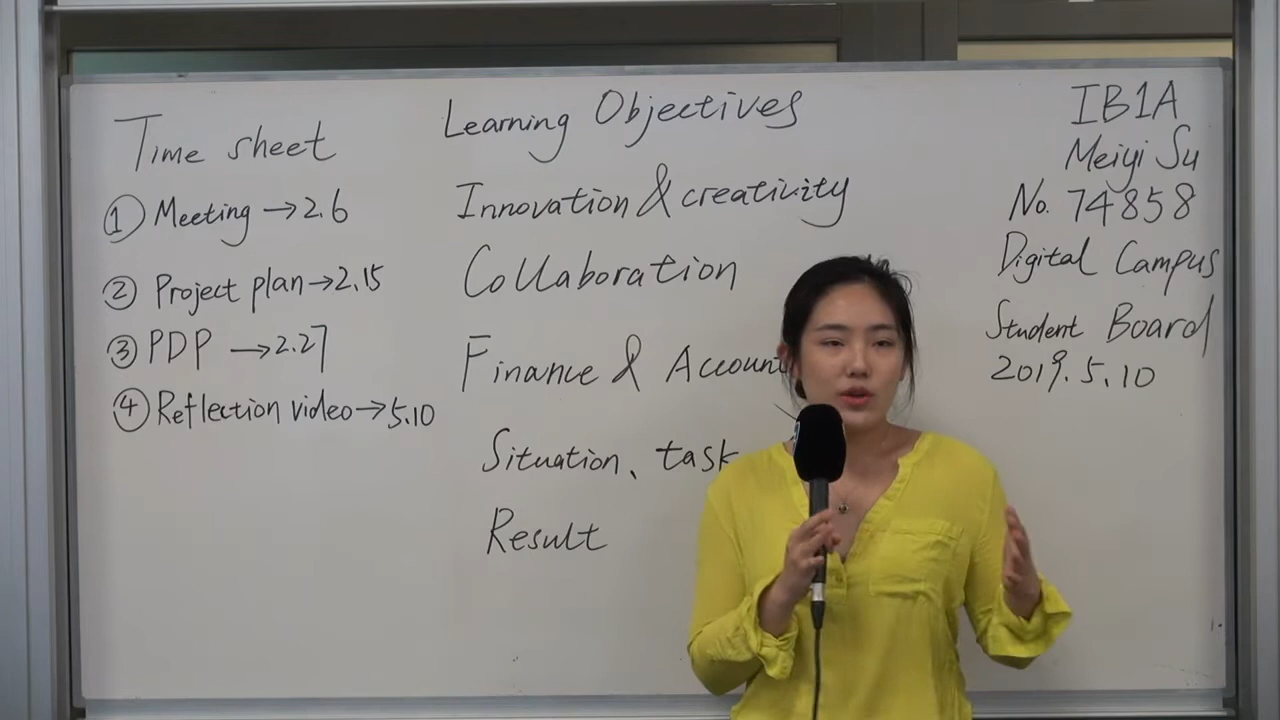 Time sheet
① Meeting → 2.6
② Project plan → 2.15
③ PDP → 2.27
④ Reflection video → 5.10
Learning Objectives
Innovation & creativity
Collaboration
Finance & Account
Situation、task
Result
IB1A
Meiyi Su
No. 74858
Digital Campus
Student Board
2019.5.10